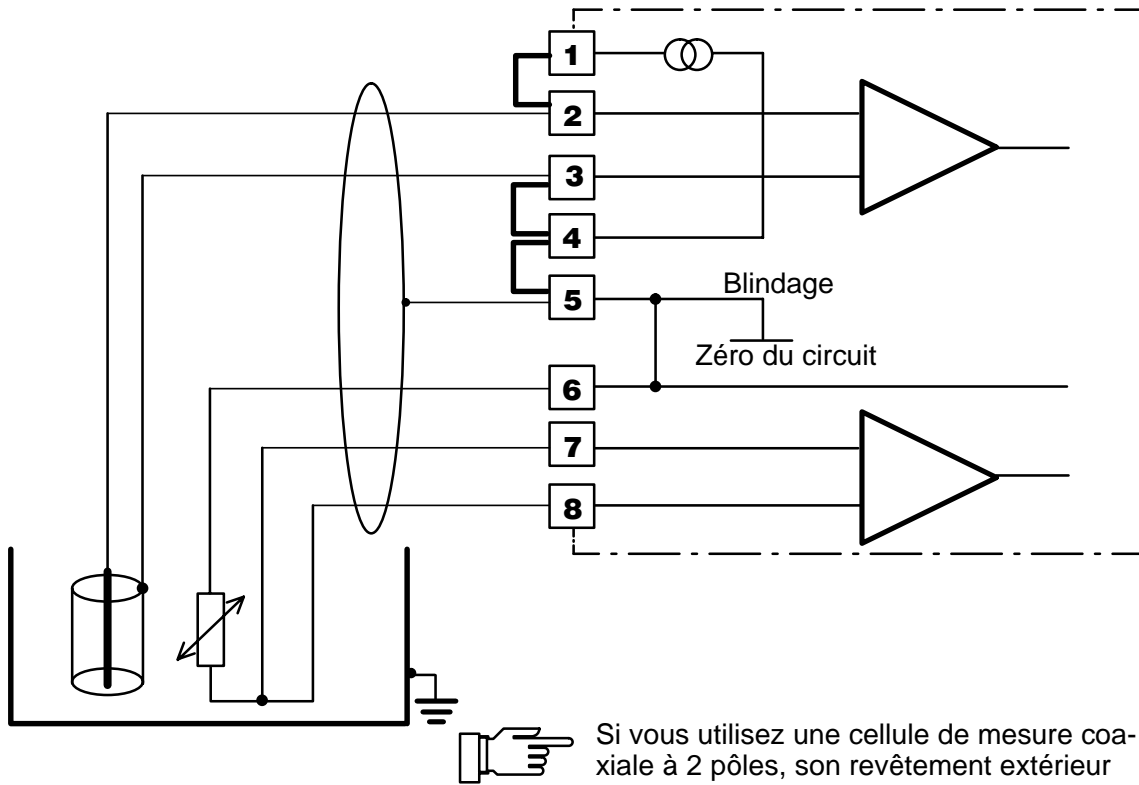 1
2
3
4
5
Blindage
Zéro du circuit
6
7
8
Si vous utilisez une cellule de mesure coa-
xiale à 2 pôles, son revêtement extérieur